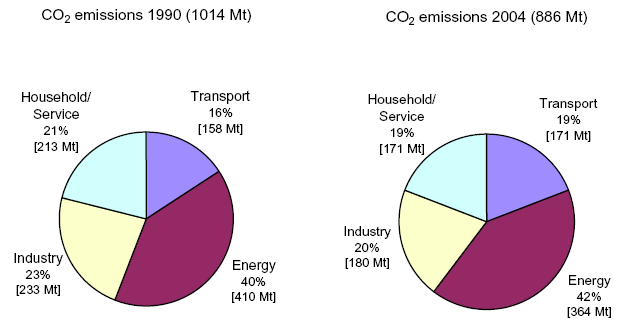 CO₂ emissions 1990 (1014 Mt)
Household/
Service
21%
[213 Mt]
Transport
16%
[158 Mt]
Industry
23%
[233 Mt]
Energy
40%
[410 Mt]
CO₂ emissions 2004 (886 Mt)
Household/
Service
19%
[171 Mt]
Transport
19%
[171 Mt]
Industry
20%
[180 Mt]
Energy
42%
[364 Mt]